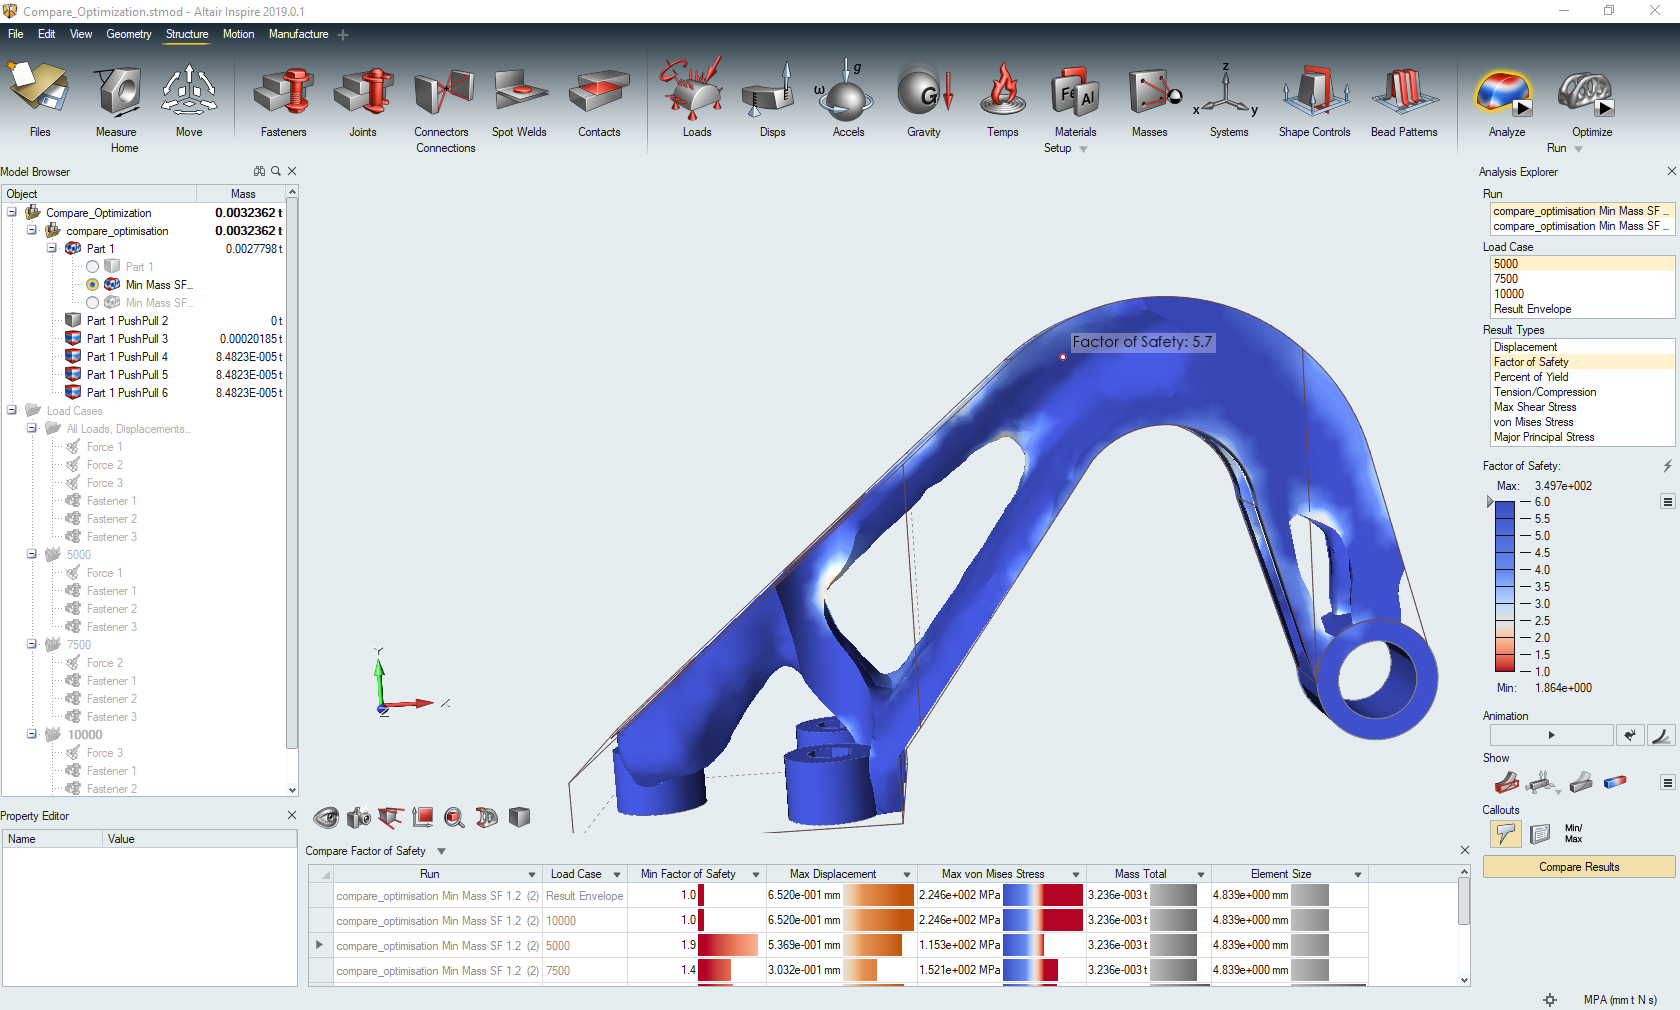 Compare_Optimization.stmod - Altair Inspire 2019.0.1
File Edit View Geometry Structure Motion Manufacture
Files Measure Move Fasteners Joints Connectors Spot Welds Contacts Loads Disps Accels Gravity Temps Materials Masses Systems Shape Controls Bead Patterns Analyze Optimize
Home Connections Setup Run
g
ω
G
Fe
Al
z
x
y
Model Browser
Object Mass
Compare_Optimization 0.0032362 t
compare_optimisation 0.0032362 t
Part 1 0.0027798 t
Part 1
Min Mass SF...
Min Mass SF...
Part 1 PushPull 2 0 t
Part 1 PushPull 3 0.00020185 t
Part 1 PushPull 4 8.4823E-005 t
Part 1 PushPull 5 8.4823E-005 t
Part 1 PushPull 6 8.4823E-005 t
Load Cases
All Loads, Displacements...
Force 1
Force 2
Force 3
Fastener 1
Fastener 2
Fastener 3
5000
Force 1
Fastener 1
Fastener 2
Fastener 3
7500
Force 2
Fastener 1
Fastener 2
Fastener 3
10000
Force 3
Fastener 1
Fastener 2
Property Editor
Name Value
Factor of Safety: 5.7
Y
X
Z
Compare Factor of Safety
Run Load Case Min Factor of Safety Max Displacement Max von Mises Stress Mass Total Element Size
compare_optimisation Min Mass SF 1.2 (2) Result Envelope 1.0 6.520e-001 mm 2.246e+002 MPa 3.236e-003 t 4.839e+000 mm
compare_optimisation Min Mass SF 1.2 (2) 10000 1.0 6.520e-001 mm 2.246e+002 MPa 3.236e-003 t 4.839e+000 mm
compare_optimisation Min Mass SF 1.2 (2) 5000 1.9 5.369e-001 mm 1.153e+002 MPa 3.236e-003 t 4.839e+000 mm
compare_optimisation Min Mass SF 1.2 (2) 7500 1.4 3.032e-001 mm 1.521e+002 MPa 3.236e-003 t 4.839e+000 mm
Analysis Explorer
Run
compare_optimisation Min Mass SF ...
compare_optimisation Min Mass SF ...
Load Case
5000
7500
10000
Result Envelope
Result Types
Displacement
Factor of Safety
Percent of Yield
Tension/Compression
Max Shear Stress
von Mises Stress
Major Principal Stress
Factor of Safety:
Max: 3.497e+002
6.0
5.5
5.0
4.5
4.0
3.5
3.0
2.5
2.0
1.5
1.0
Min: 1.864e+000
Animation
Show
Callouts
Min/
Max
Compare Results
MPA (mm t N s)